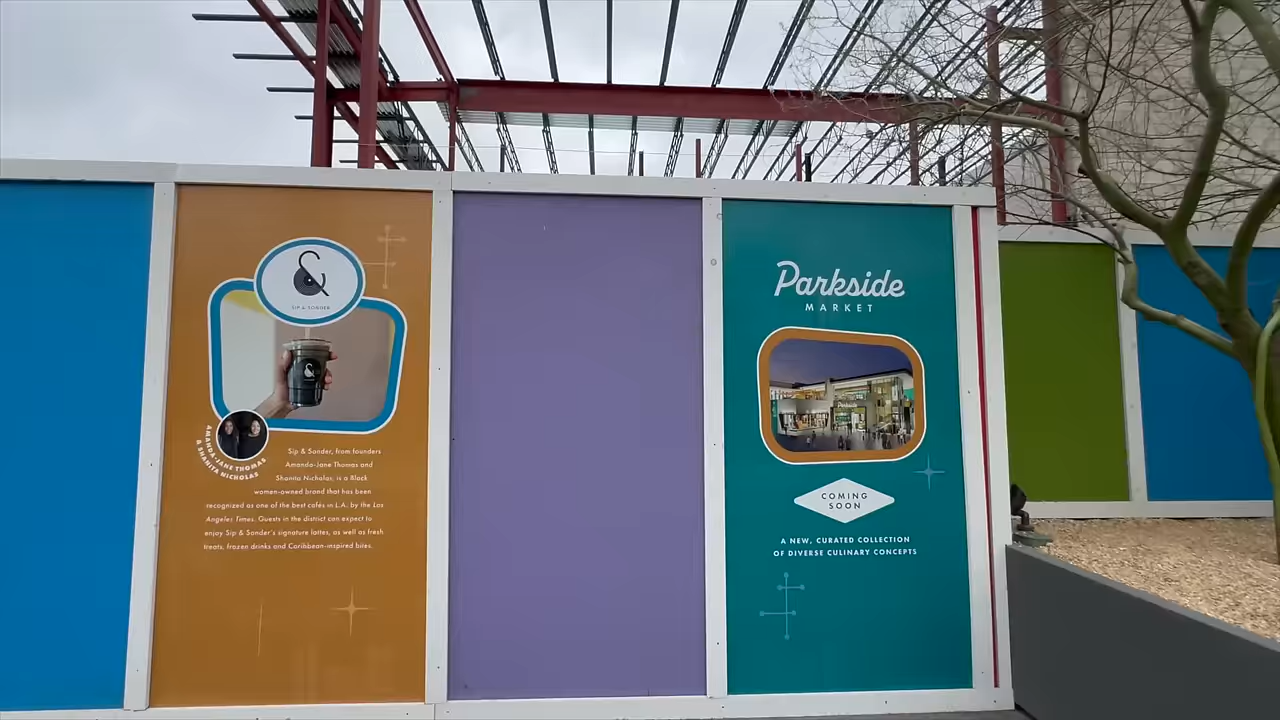 SIP & SONDER
AMANDA-JANE THOMAS
& SHANITA NICHOLAS
Sip & Sonder, from founders
Amanda-Jane Thomas and
Shanita Nicholas, is a Black
women-owned brand that has been
recognized as one of the best cafés in L.A. by the Los
Angeles Times. Guests in the district can expect to
enjoy Sip & Sonder's signature lattes, as well as fresh
treats, frozen drinks and Caribbean-inspired bites.
Parkside
MARKET
Parkside
COMING
SOON
A NEW, CURATED COLLECTION
OF DIVERSE CULINARY CONCEPTS